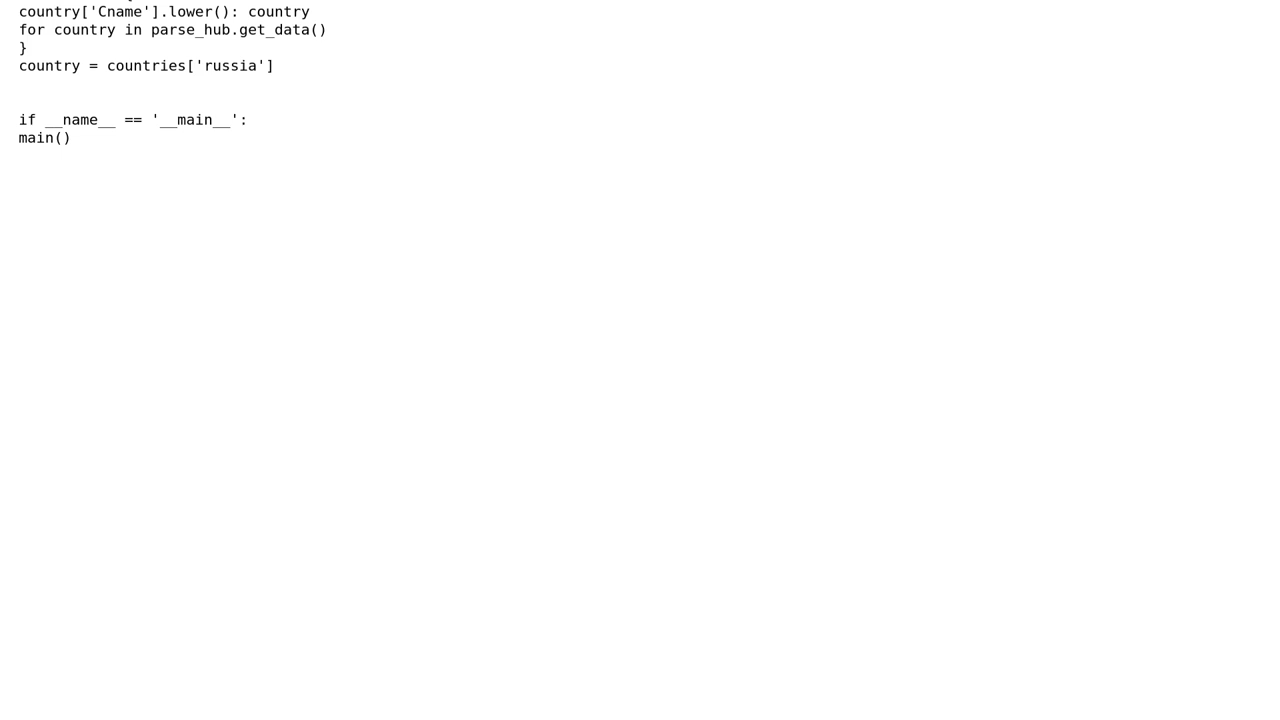 country['Cname'].lower(): country
for country in parse_hub.get_data()
}
country = countries['russia']
if __name__ == '__main__':
main()